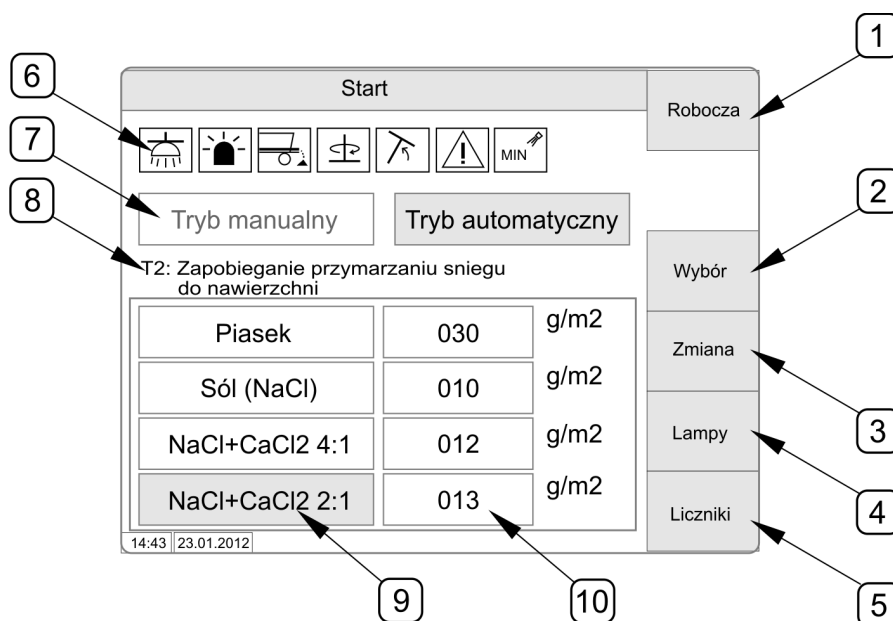 1
Start
Robocza
6
7
MIN
8
2
Tryb manualny
Tryb automatyczny
T2: Zapobieganie przymarzaniu sniegu
do nawierzchni
Wybór
Piasek 030 g/m2
Zmiana
Sól (NaCl) 010 g/m2
3
NaCl+CaCl2 4:1 012 g/m2
Lampy
NaCl+CaCl2 2:1 013 g/m2
4
Liczniki
14:43 23.01.2012
9
10
5